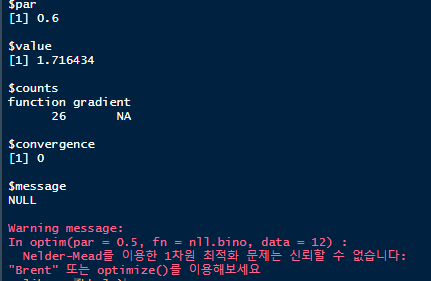 $par
[1] 0.6
$value
[1] 1.716434
$counts
function gradient
26 NA
$convergence
[1] 0
$message
NULL
Warning message:
In optim(par = 0.5, fn = nll.bino, data = 12) :
Nelder-Mead를 이용한 1차원 최적화 문제는 신뢰할 수 없습니다:
"Brent" 또는 optimize()를 이용해보세요